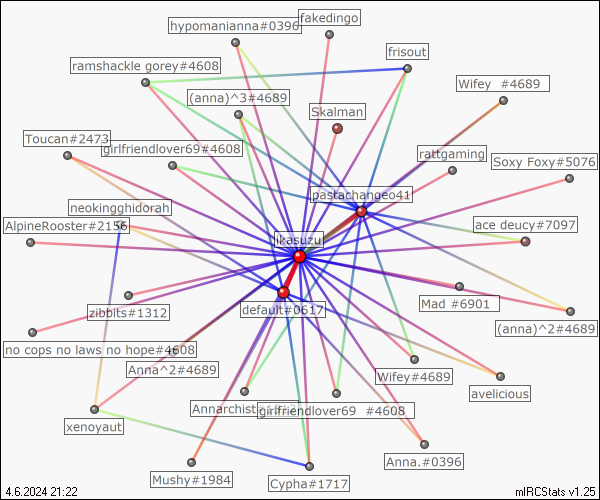 fakedingo
hypomanianna#0396
frisout
ramshackle gorey#4608
Wifey #4689
(anna)^3#4689
Skalman
Toucan#2473
girlfriendlover69#4608
rattgaming
Soxy Foxy#5076
pastachangeo41
neokingghidorah
AlpineRooster#2156
ace deucy#7097
ikasuzu
zibbits#1312
default#0617
Mad #6901
(anna)^2#4689
no cops no laws no hope#4608
Anna^2#4689
Wifey#4689
avelicious
Annarchist
girlfriendlover69 #4608
xenoyaut
Anna.#0396
Mushy#1984
Cypha#1717
4.6.2024 21:22
mIRCStats v1.25